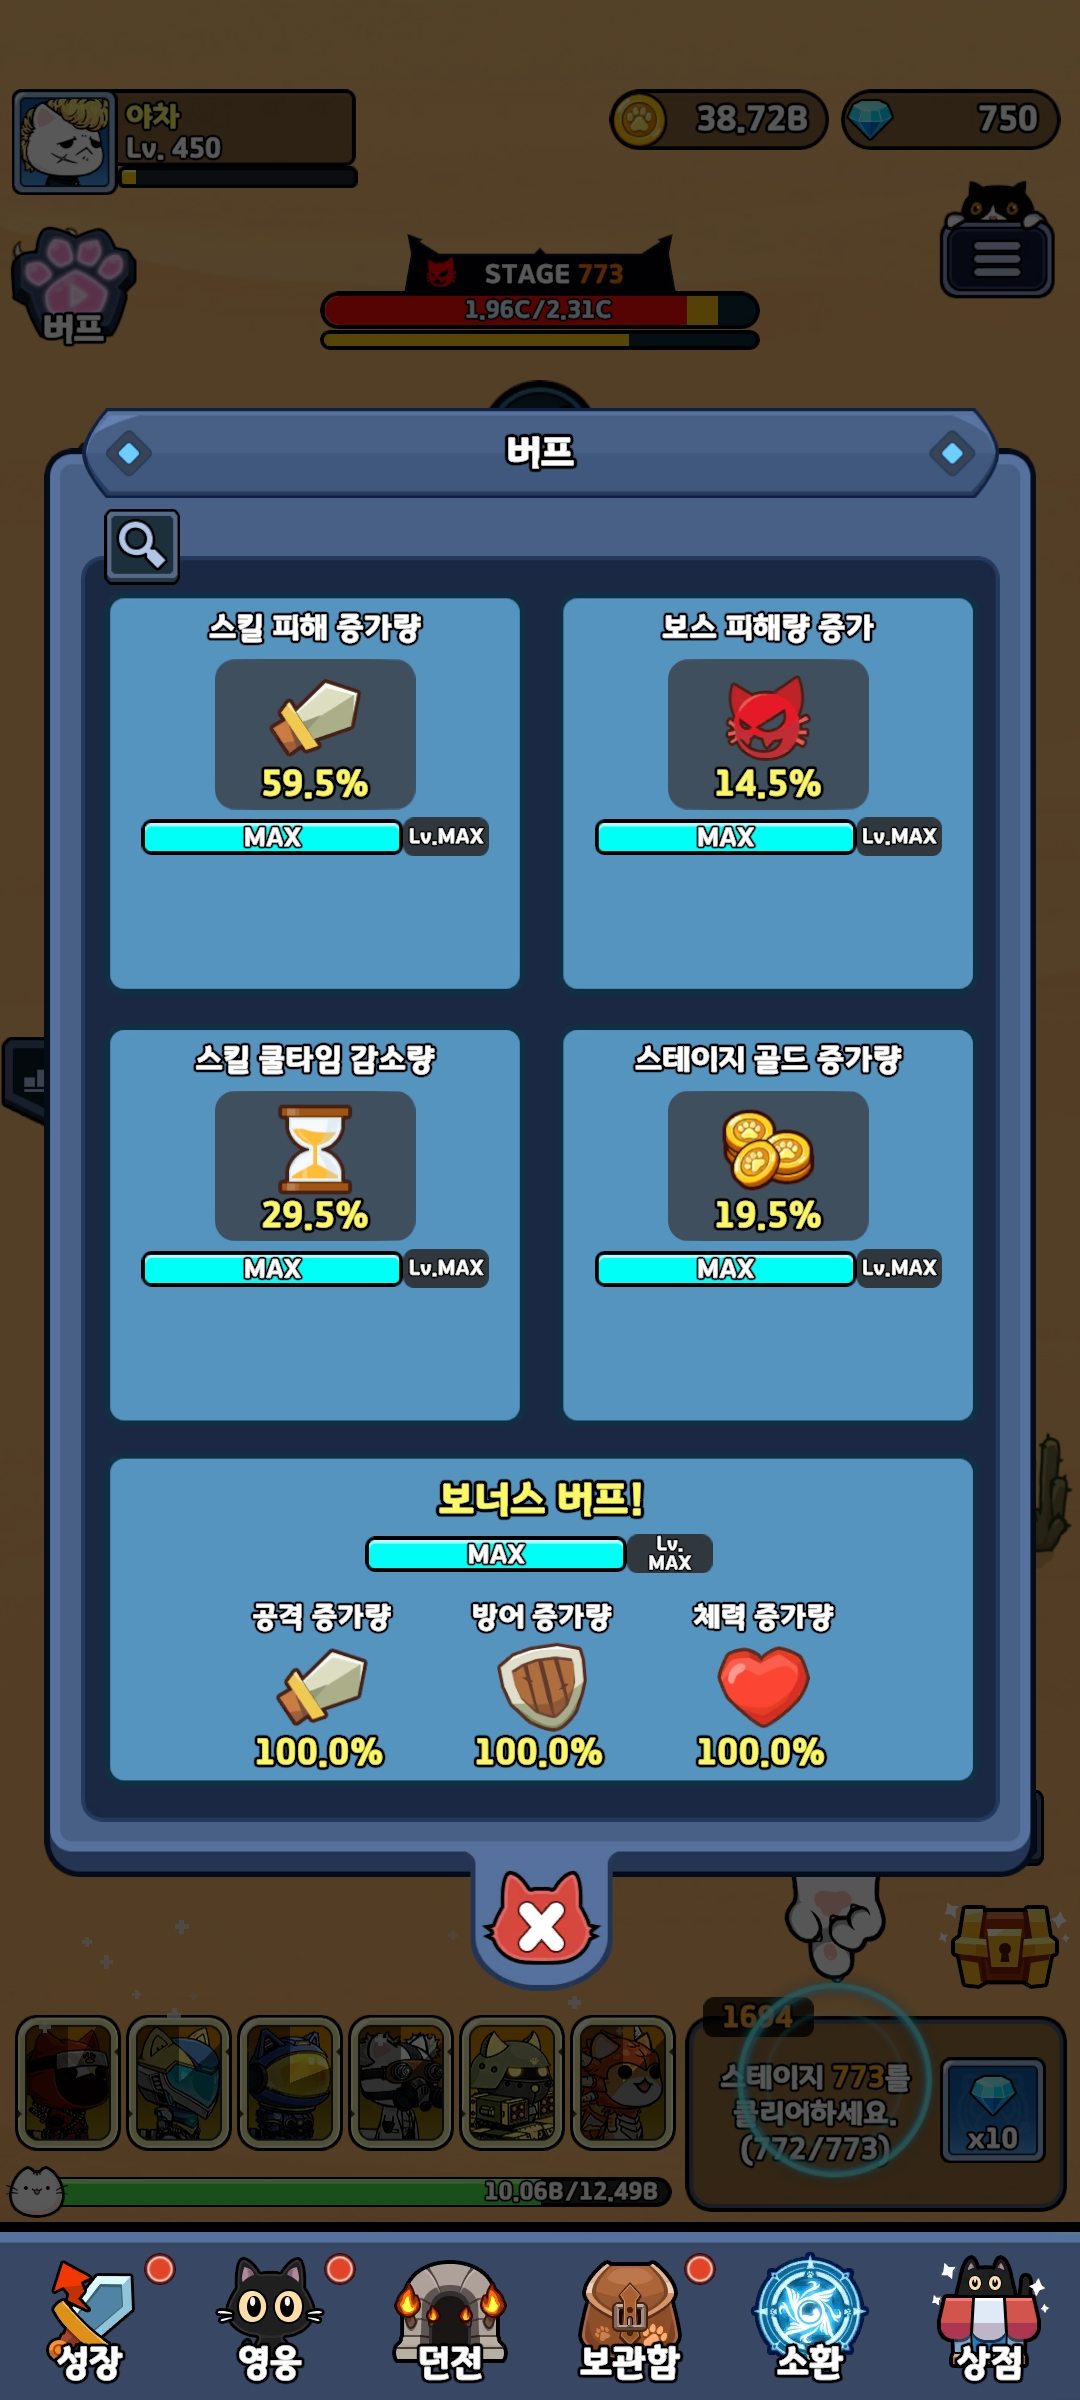 야차
Lv. 450
38.72B
750
버프
STAGE 773
1.96C/2.31C
버프
스킬 피해 증가량
59.5%
MAX
Lv.MAX
보스 피해량 증가
14.5%
MAX
Lv.MAX
스킬 쿨타임 감소량
29.5%
MAX
Lv.MAX
스테이지 골드 증가량
19.5%
MAX
Lv.MAX
보너스 버프!
MAX
Lv.
MAX
공격 증가량
100.0%
방어 증가량
100.0%
체력 증가량
100.0%
1694
스테이지 773를
클리어하세요.
(772/773)
x10
10.06B/12.49B
성장
영웅
던전
보관함
소환
상점